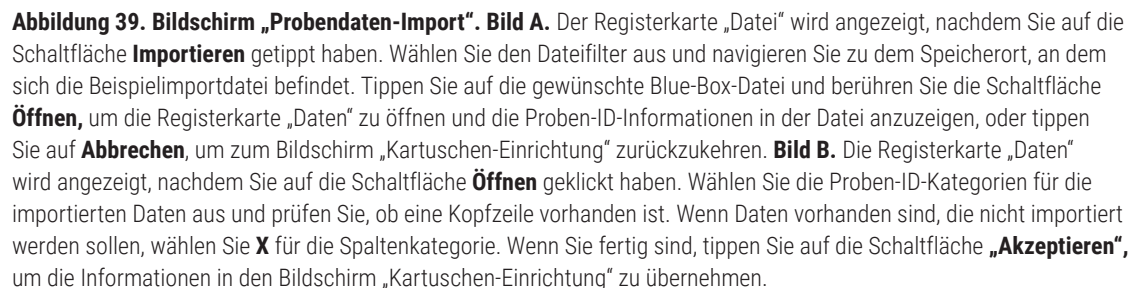 Abbildung 39. Bildschirm „Probendaten-Import“. Bild A. Der Registerkarte „Datei“ wird angezeigt, nachdem Sie auf die
Schaltfläche Importieren getippt haben. Wählen Sie den Dateifilter aus und navigieren Sie zu dem Speicherort, an dem
sich die Beispielimportdatei befindet. Tippen Sie auf die gewünschte Blue-Box-Datei und berühren Sie die Schaltfläche
Öffnen, um die Registerkarte „Daten“ zu öffnen und die Proben-ID-Informationen in der Datei anzuzeigen, oder tippen
Sie auf Abbrechen, um zum Bildschirm „Kartuschen-Einrichtung“ zurückzukehren. Bild B. Die Registerkarte „Daten“
wird angezeigt, nachdem Sie auf die Schaltfläche Öffnen geklickt haben. Wählen Sie die Proben-ID-Kategorien für die
importierten Daten aus und prüfen Sie, ob eine Kopfzeile vorhanden ist. Wenn Daten vorhanden sind, die nicht importiert
werden sollen, wählen Sie X für die Spaltenkategorie. Wenn Sie fertig sind, tippen Sie auf die Schaltfläche „Akzeptieren“,
um die Informationen in den Bildschirm „Kartuschen-Einrichtung“ zu übernehmen.